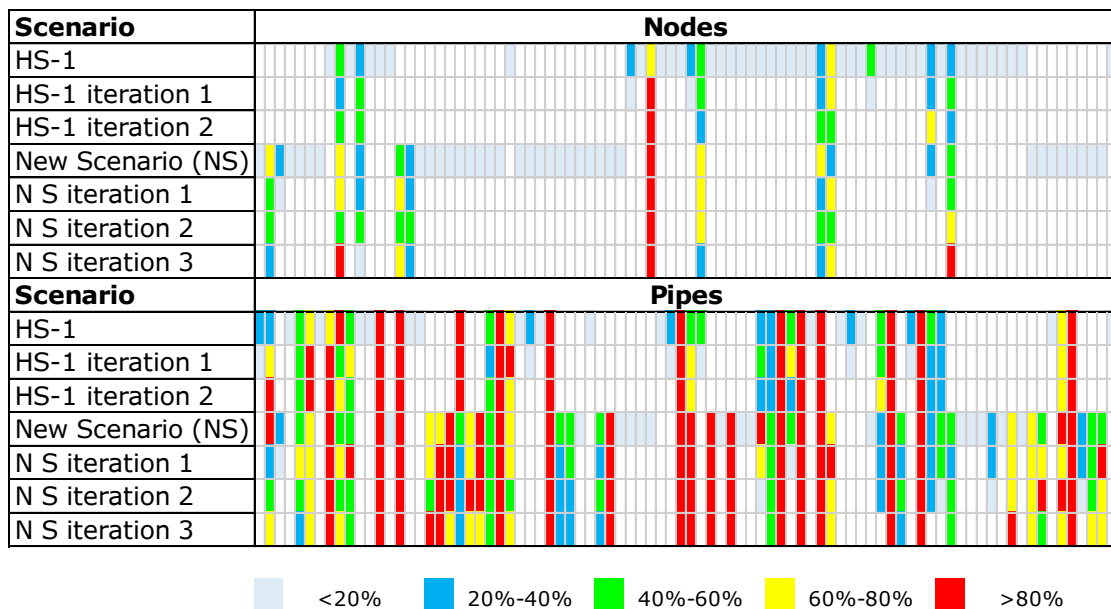 Scenario Nodes
HS-1
HS-1 iteration 1
HS-1 iteration 2
New Scenario (NS)
N S iteration 1
N S iteration 2
N S iteration 3
Scenario Pipes
HS-1
HS-1 iteration 1
HS-1 iteration 2
New Scenario (NS)
N S iteration 1
N S iteration 2
N S iteration 3
<20% 20%-40% 40%-60% 60%-80% >80%